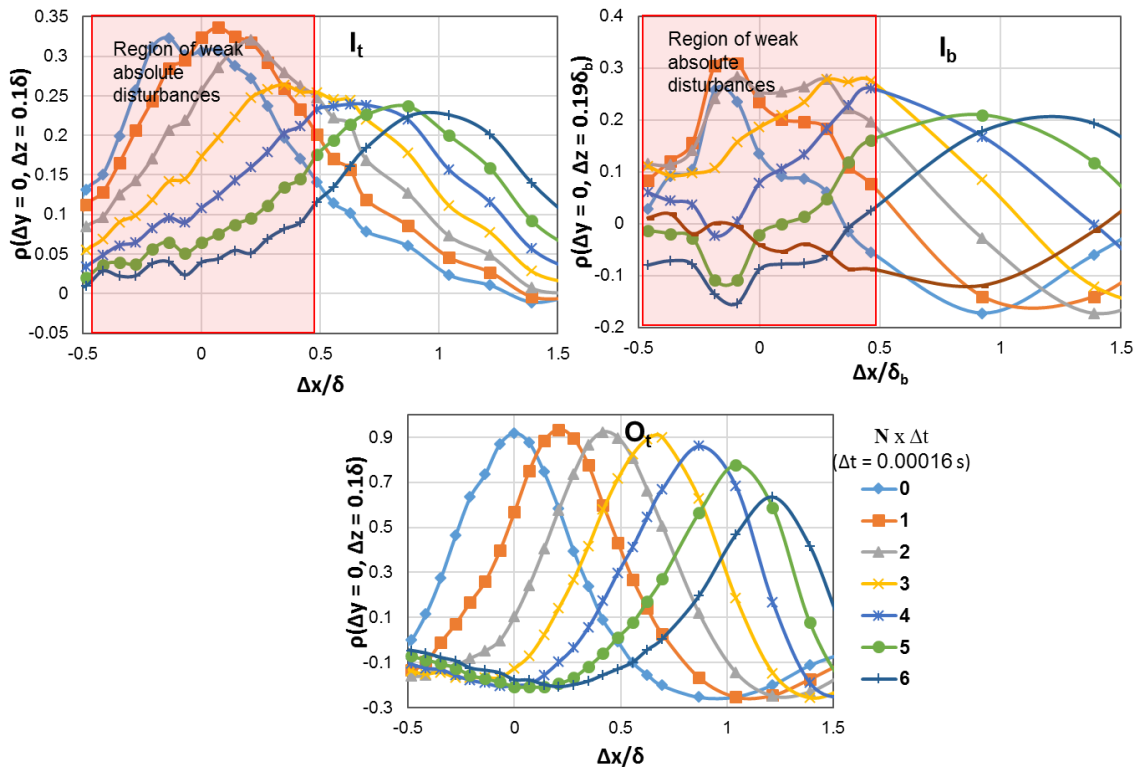 0.35
0.3
0.25
0.2
0.15
0.1
0.05
0
-0.05
ρ(Δy = 0, Δz = 0.1δ)
Region of weak
absolute
disturbances
I_t
-0.5 0 0.5 1 1.5
Δx/δ
0.4
0.3
0.2
0.1
0
-0.1
-0.2
ρ(Δy = 0, Δz = 0.19δ_b)
Region of weak
absolute
disturbances
I_b
-0.5 0 0.5 1 1.5
Δx/δ_b
0.9
0.7
0.5
0.3
0.1
-0.1
-0.3
ρ(Δy = 0, Δz = 0.1δ)
O_t
-0.5 0 0.5 1 1.5
Δx/δ
N x Δt
(Δt = 0.00016 s)
0
1
2
3
4
5
6